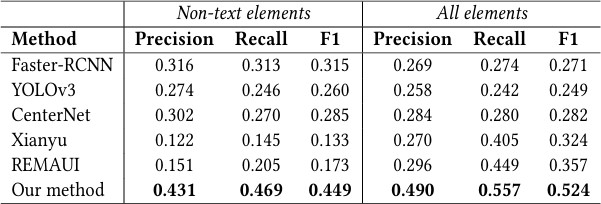 Non-text elements All elements
Method Precision Recall F1 Precision Recall F1
Faster-RCNN 0.316 0.313 0.315 0.269 0.274 0.271
YOLOv3 0.274 0.246 0.260 0.258 0.242 0.249
CenterNet 0.302 0.270 0.285 0.284 0.280 0.282
Xianyu 0.122 0.145 0.133 0.270 0.405 0.324
REMAUI 0.151 0.205 0.173 0.296 0.449 0.357
Our method 0.431 0.469 0.449 0.490 0.557 0.524